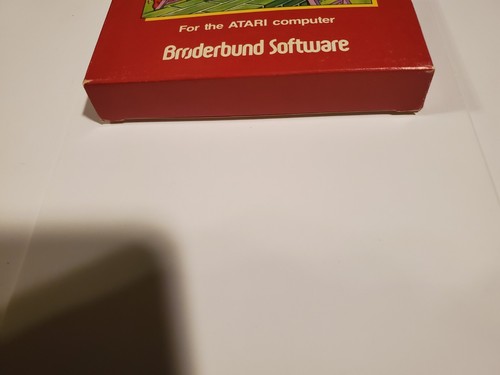 For the ATARI computer
Brøderbund Software